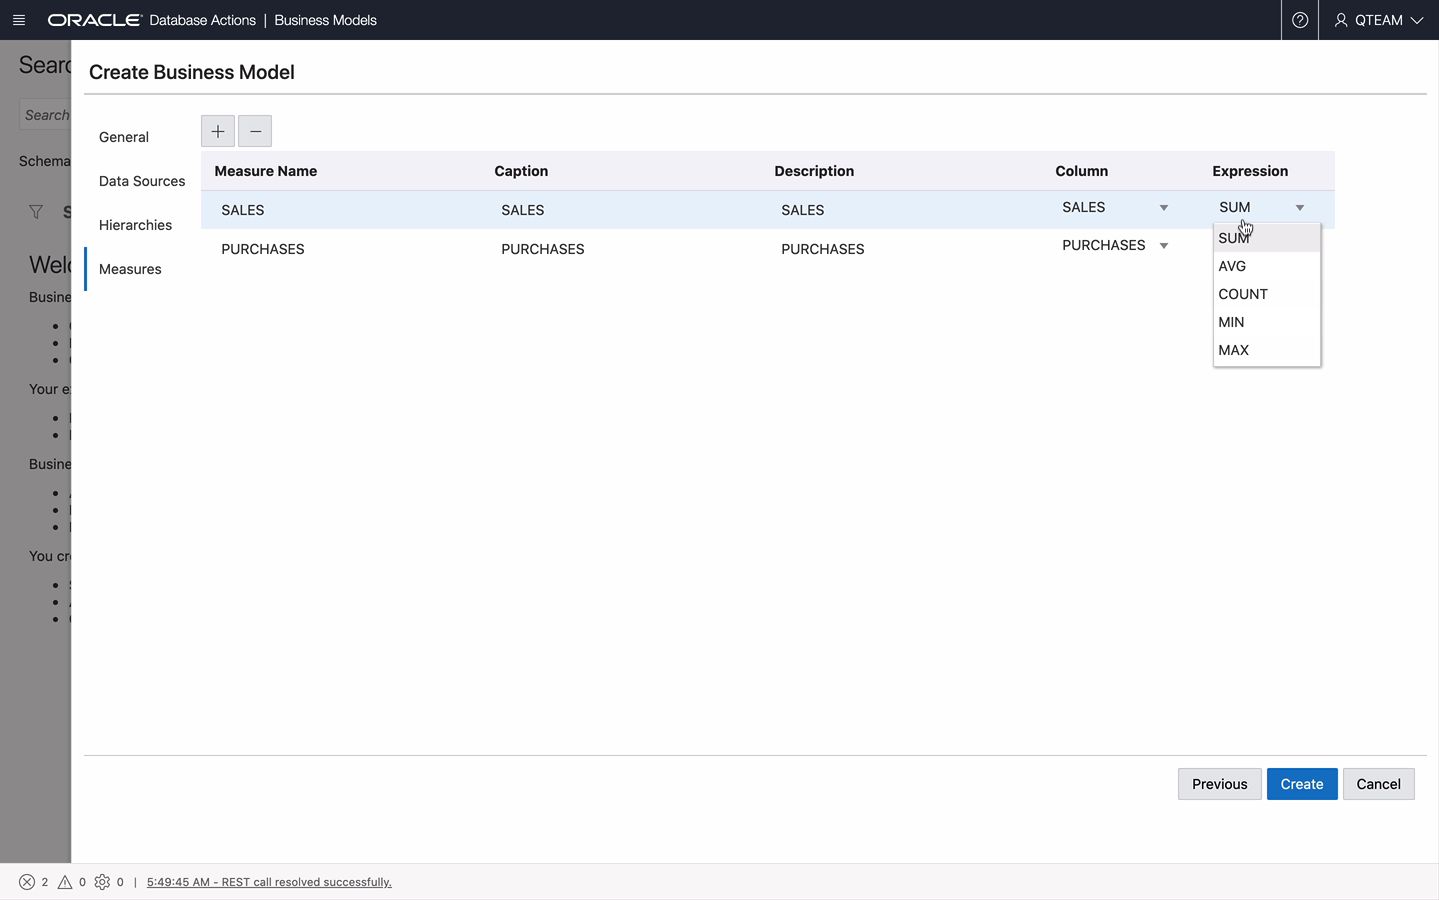 ORACLE Database Actions | Business Models
QTEAM
Searc
Search
Schema
Welc
Busine
Your e
Busine
You cr
Create Business Model
General
Data Sources
Hierarchies
Measures
Measure Name Caption Description Column Expression
SALES SALES SALES SALES SUM
PURCHASES PURCHASES PURCHASES PURCHASES
SUM
AVG
COUNT
MIN
MAX
Previous Create Cancel
2 0 0 | 5:49:45 AM - REST call resolved successfully.